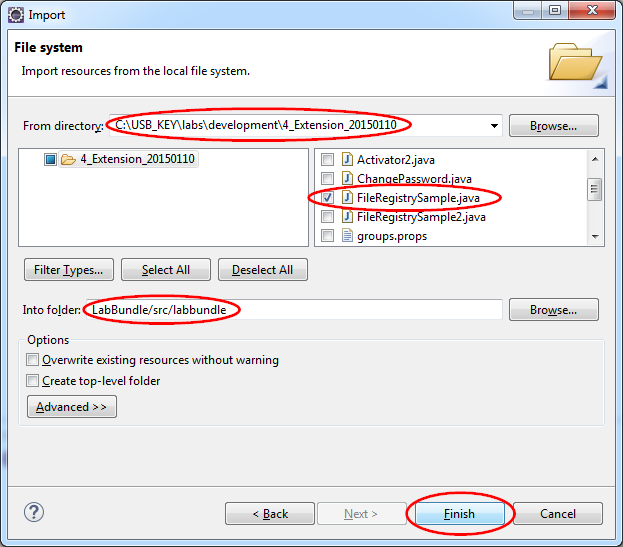 Import
File system
Import resources from the local file system.
From directory: C:\USB_KEY\labs\development\4_Extension_20150110 Browse...
4_Extension_20150110
Activator2.java
ChangePassword.java
FileRegistrySample.java
FileRegistrySample2.java
groups.props
Filter Types... Select All Deselect All
Into folder: LabBundle/src/labbundle Browse...
Options
Overwrite existing resources without warning
Create top-level folder
Advanced >>
? < Back Next > Finish Cancel